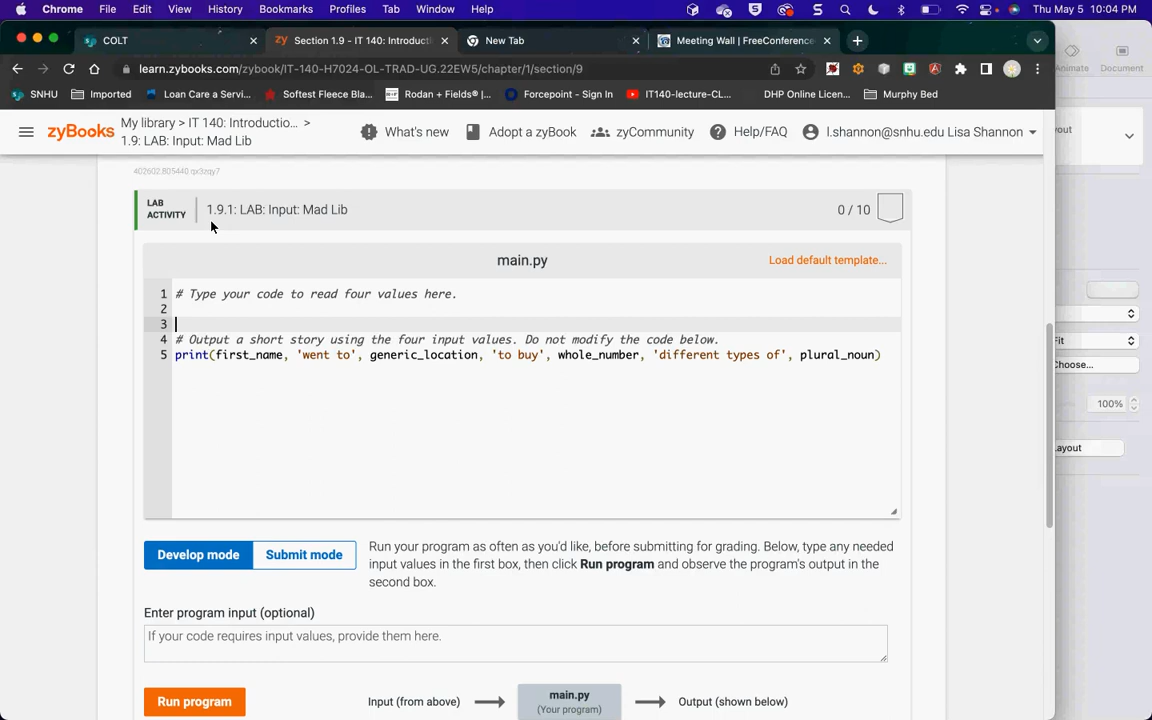 Chrome File Edit View History Bookmarks Profiles Tab Window Help Thu May 5 10:04 PM
COLT
Section 1.9 - IT 140: Introducti
New Tab
Meeting Wall | FreeConference
learn.zybooks.com/zybook/IT-140-H7024-OL-TRAD-UG.22EW5/chapter/1/section/9
SNHU Imported Loan Care a Servi... Softest Fleece Bla... Rodan + Fields® |... Forcepoint - Sign In IT140-lecture-CL... DHP Online Licen... Murphy Bed
zyBooks
My library > IT 140: Introductio... >
1.9: LAB: Input: Mad Lib
What's new Adopt a zyBook zyCommunity Help/FAQ l.shannon@snhu.edu Lisa Shannon
402602.805440.qx3zqy7
LAB
ACTIVITY
1.9.1: LAB: Input: Mad Lib
0 / 10
main.py
Load default template...
1 # Type your code to read four values here.
2
3
4 # Output a short story using the four input values. Do not modify the code below.
5 print(first_name, 'went to', generic_location, 'to buy', whole_number, 'different types of', plural_noun)
Develop mode Submit mode
Run your program as often as you'd like, before submitting for grading. Below, type any needed
input values in the first box, then click Run program and observe the program's output in the
second box.
Enter program input (optional)
If your code requires input values, provide them here.
Run program
Input (from above)
main.py
(Your program)
Output (shown below)
Animate Document
yout
Fit
Choose...
100%
ayout